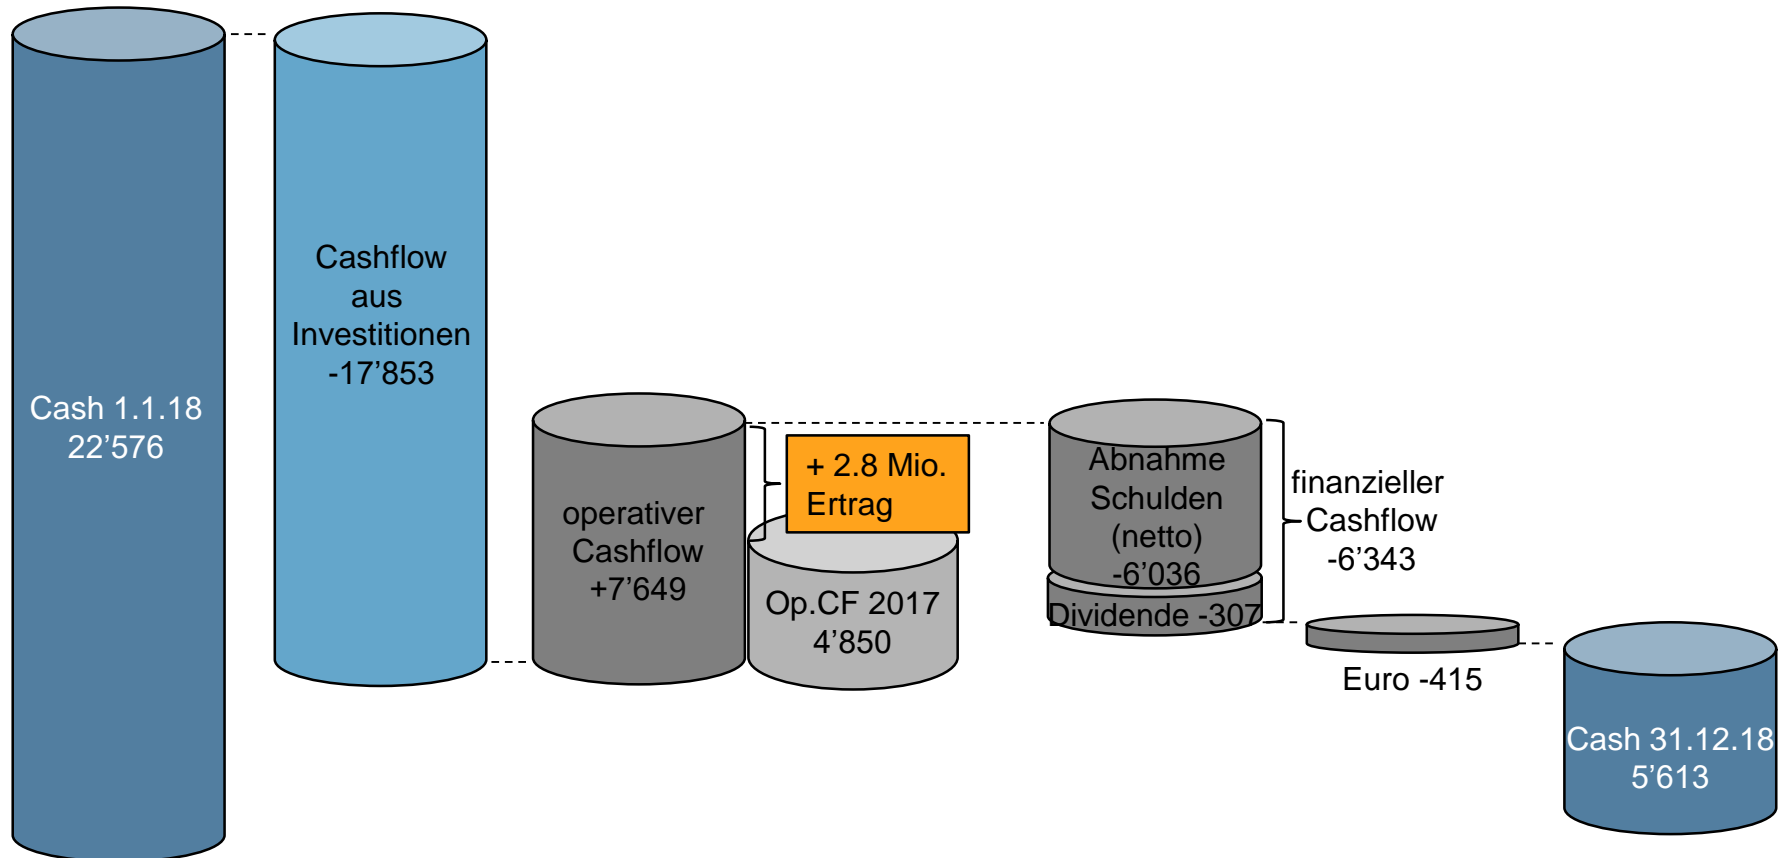 Cash 1.1.18
22’576
Cashflow
aus
Investitionen
-17’853
operativer
Cashflow
+7’649
+ 2.8 Mio.
Ertrag
Op.CF 2017
4’850
Abnahme
Schulden
(netto)
-6’036
Dividende -307
finanzieller
Cashflow
-6’343
Euro -415
Cash 31.12.18
5’613